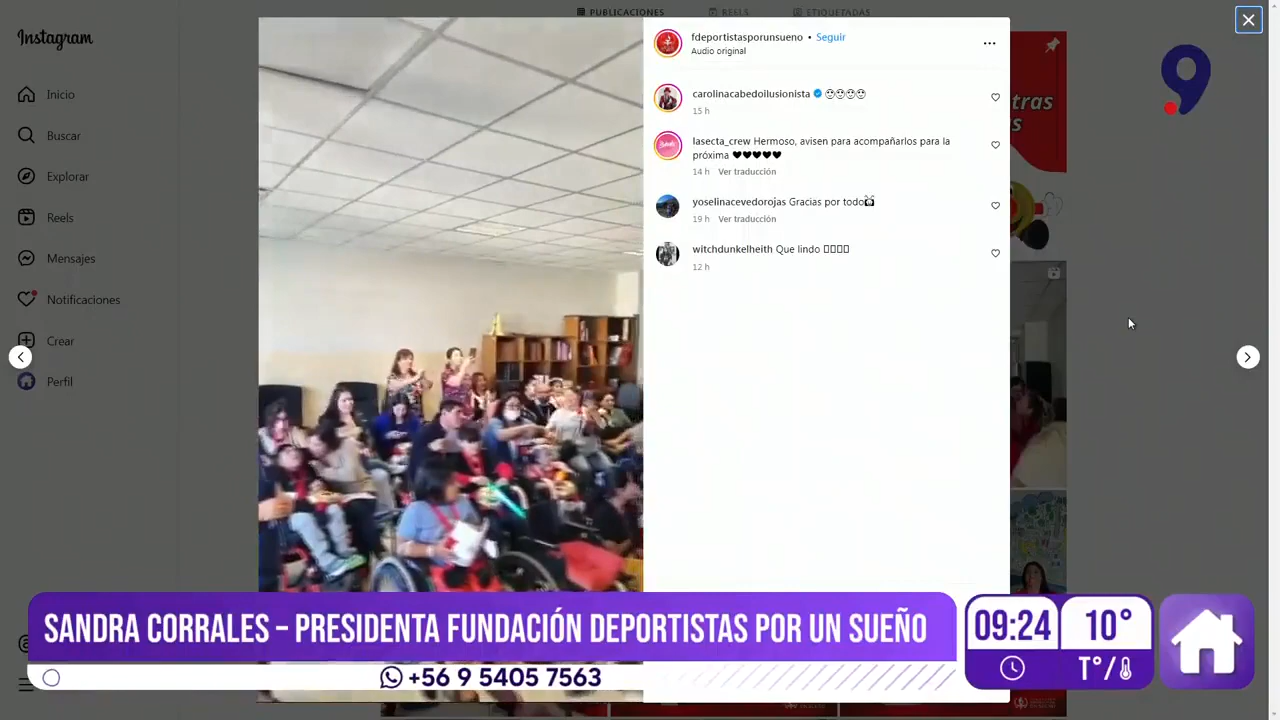 PUBLICACIONES
REELS
ETIQUETADAS
Instagram
Inicio
Buscar
Explorar
Reels
Mensajes
Notificaciones
Crear
Perfil
fdeportistasporunsueno • Seguir
Audio original
carolinacabedoilusionista
15 h
lasecta_crew Hermoso, avisen para acompañarlos para la
próxima ♥♥♥♥♥
14 h Ver traducción
yoselinacevedorojas Gracias por todo
19 h Ver traducción
witchdunkelheith Que lindo
12 h
tras
s
9
SANDRA CORRALES – PRESIDENTA FUNDACIÓN DEPORTISTAS POR UN SUEÑO
+56 9 5405 7563
09:24
10°
T°/